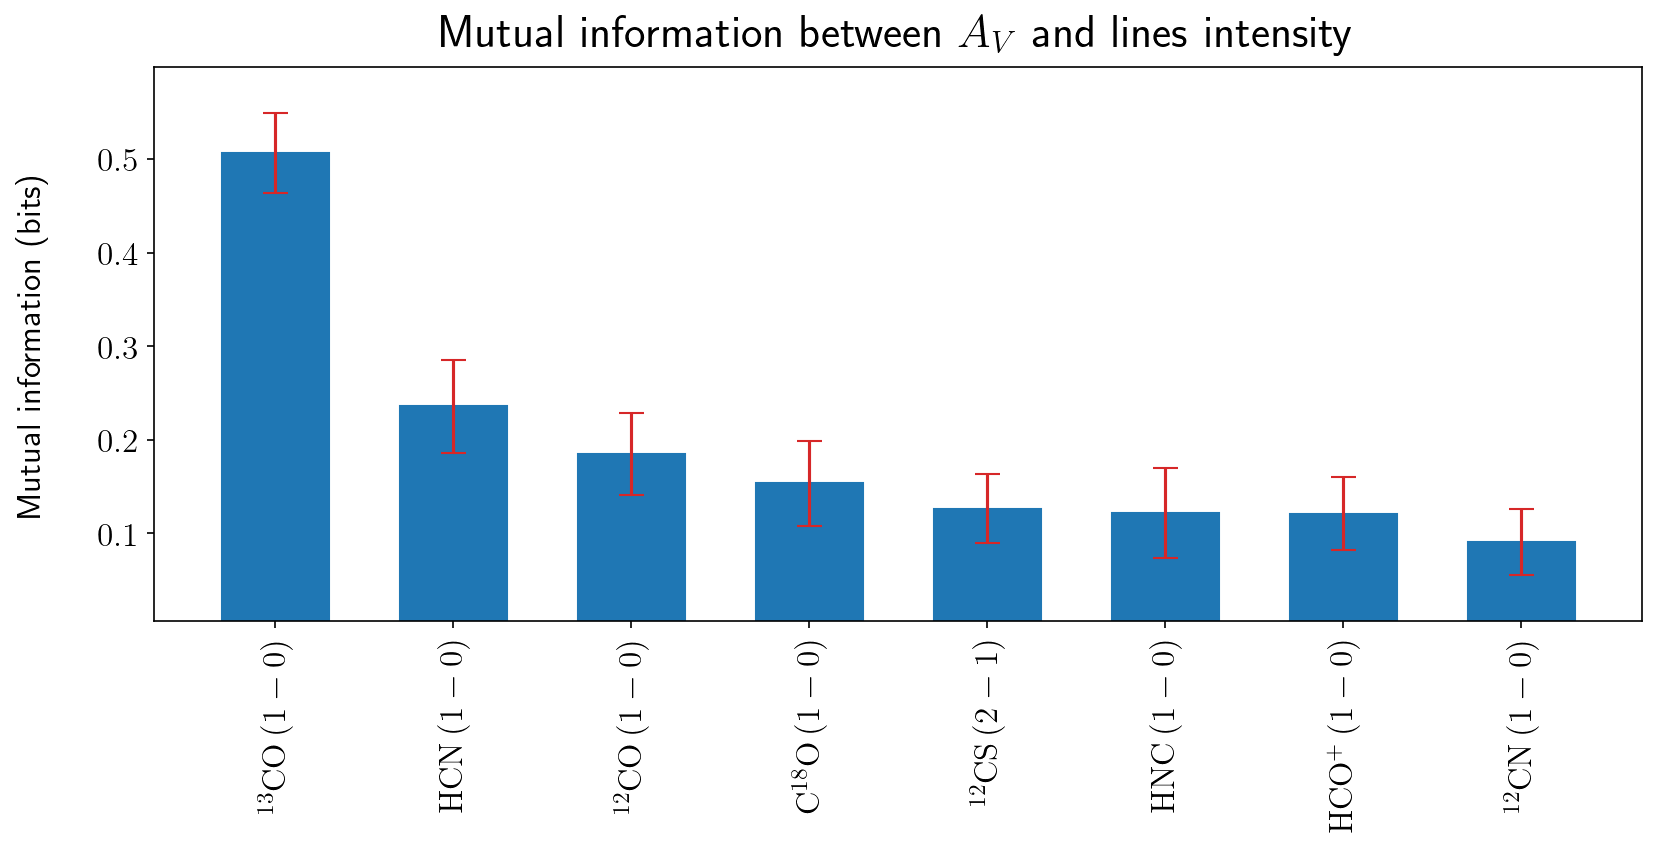 Mutual information between $A_V$ and lines intensity
Mutual information (bits)
0.5
0.4
0.3
0.2
0.1
¹³CO (1 − 0)
HCN (1 − 0)
¹²CO (1 − 0)
C¹⁸O (1 − 0)
¹²CS (2 − 1)
HNC (1 − 0)
HCO⁺ (1 − 0)
¹²CN (1 − 0)